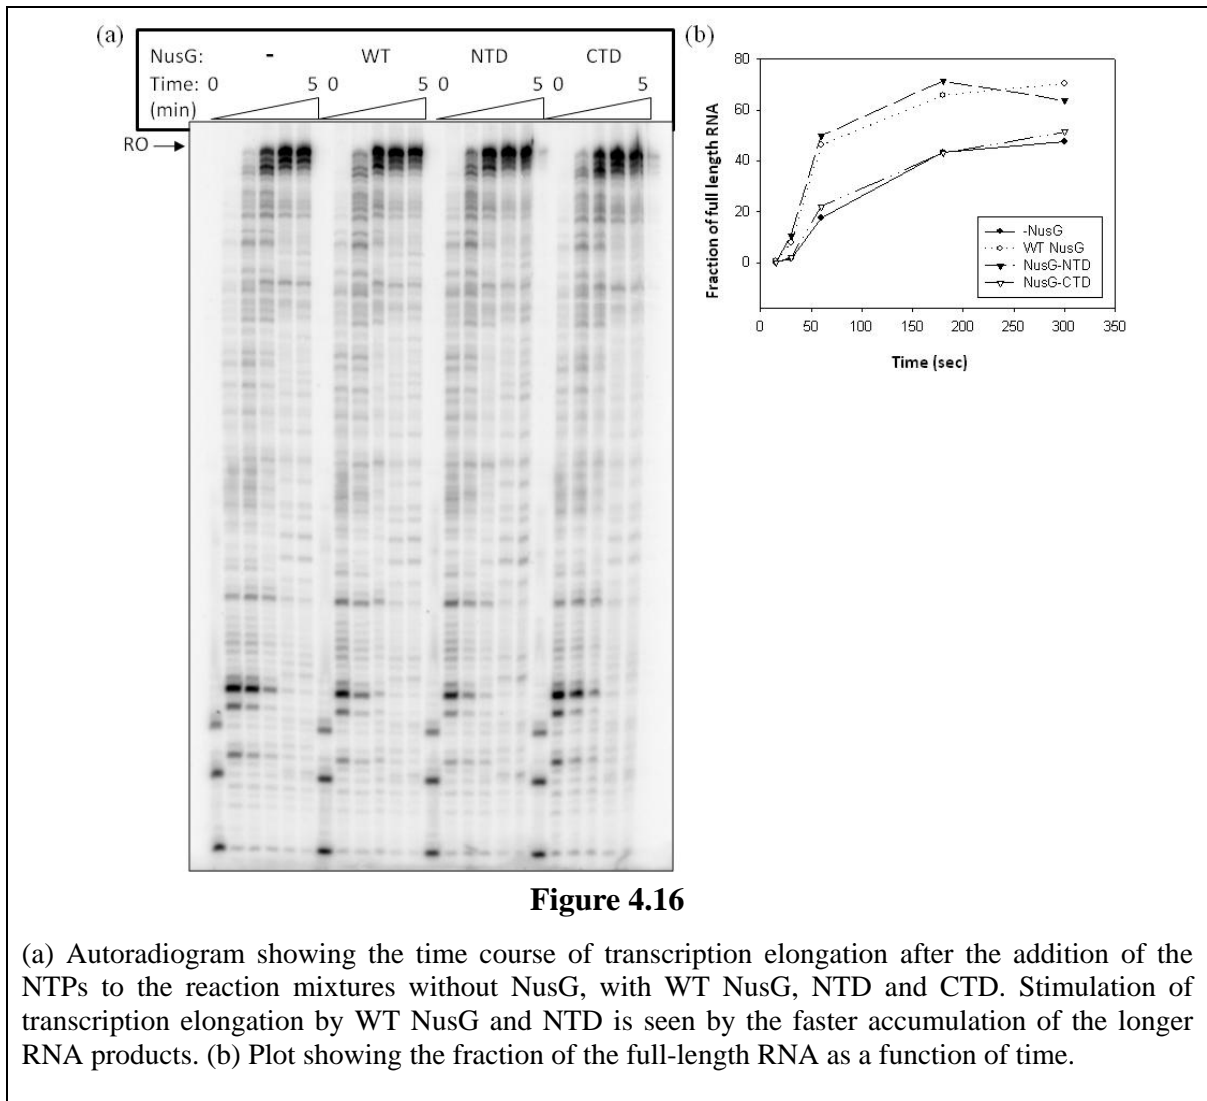 (a)
NusG: - WT NTD CTD
Time: 0 5 0 5 0 5 0 5
(min)
RO
(b)
Fraction of full length RNA
80
60
40
20
0
0 50 100 150 200 250 300 350
Time (sec)
-NusG
WT NusG
NusG-NTD
NusG-CTD
Figure 4.16
(a) Autoradiogram showing the time course of transcription elongation after the addition of the
NTPs to the reaction mixtures without NusG, with WT NusG, NTD and CTD. Stimulation of
transcription elongation by WT NusG and NTD is seen by the faster accumulation of the longer
RNA products. (b) Plot showing the fraction of the full-length RNA as a function of time.